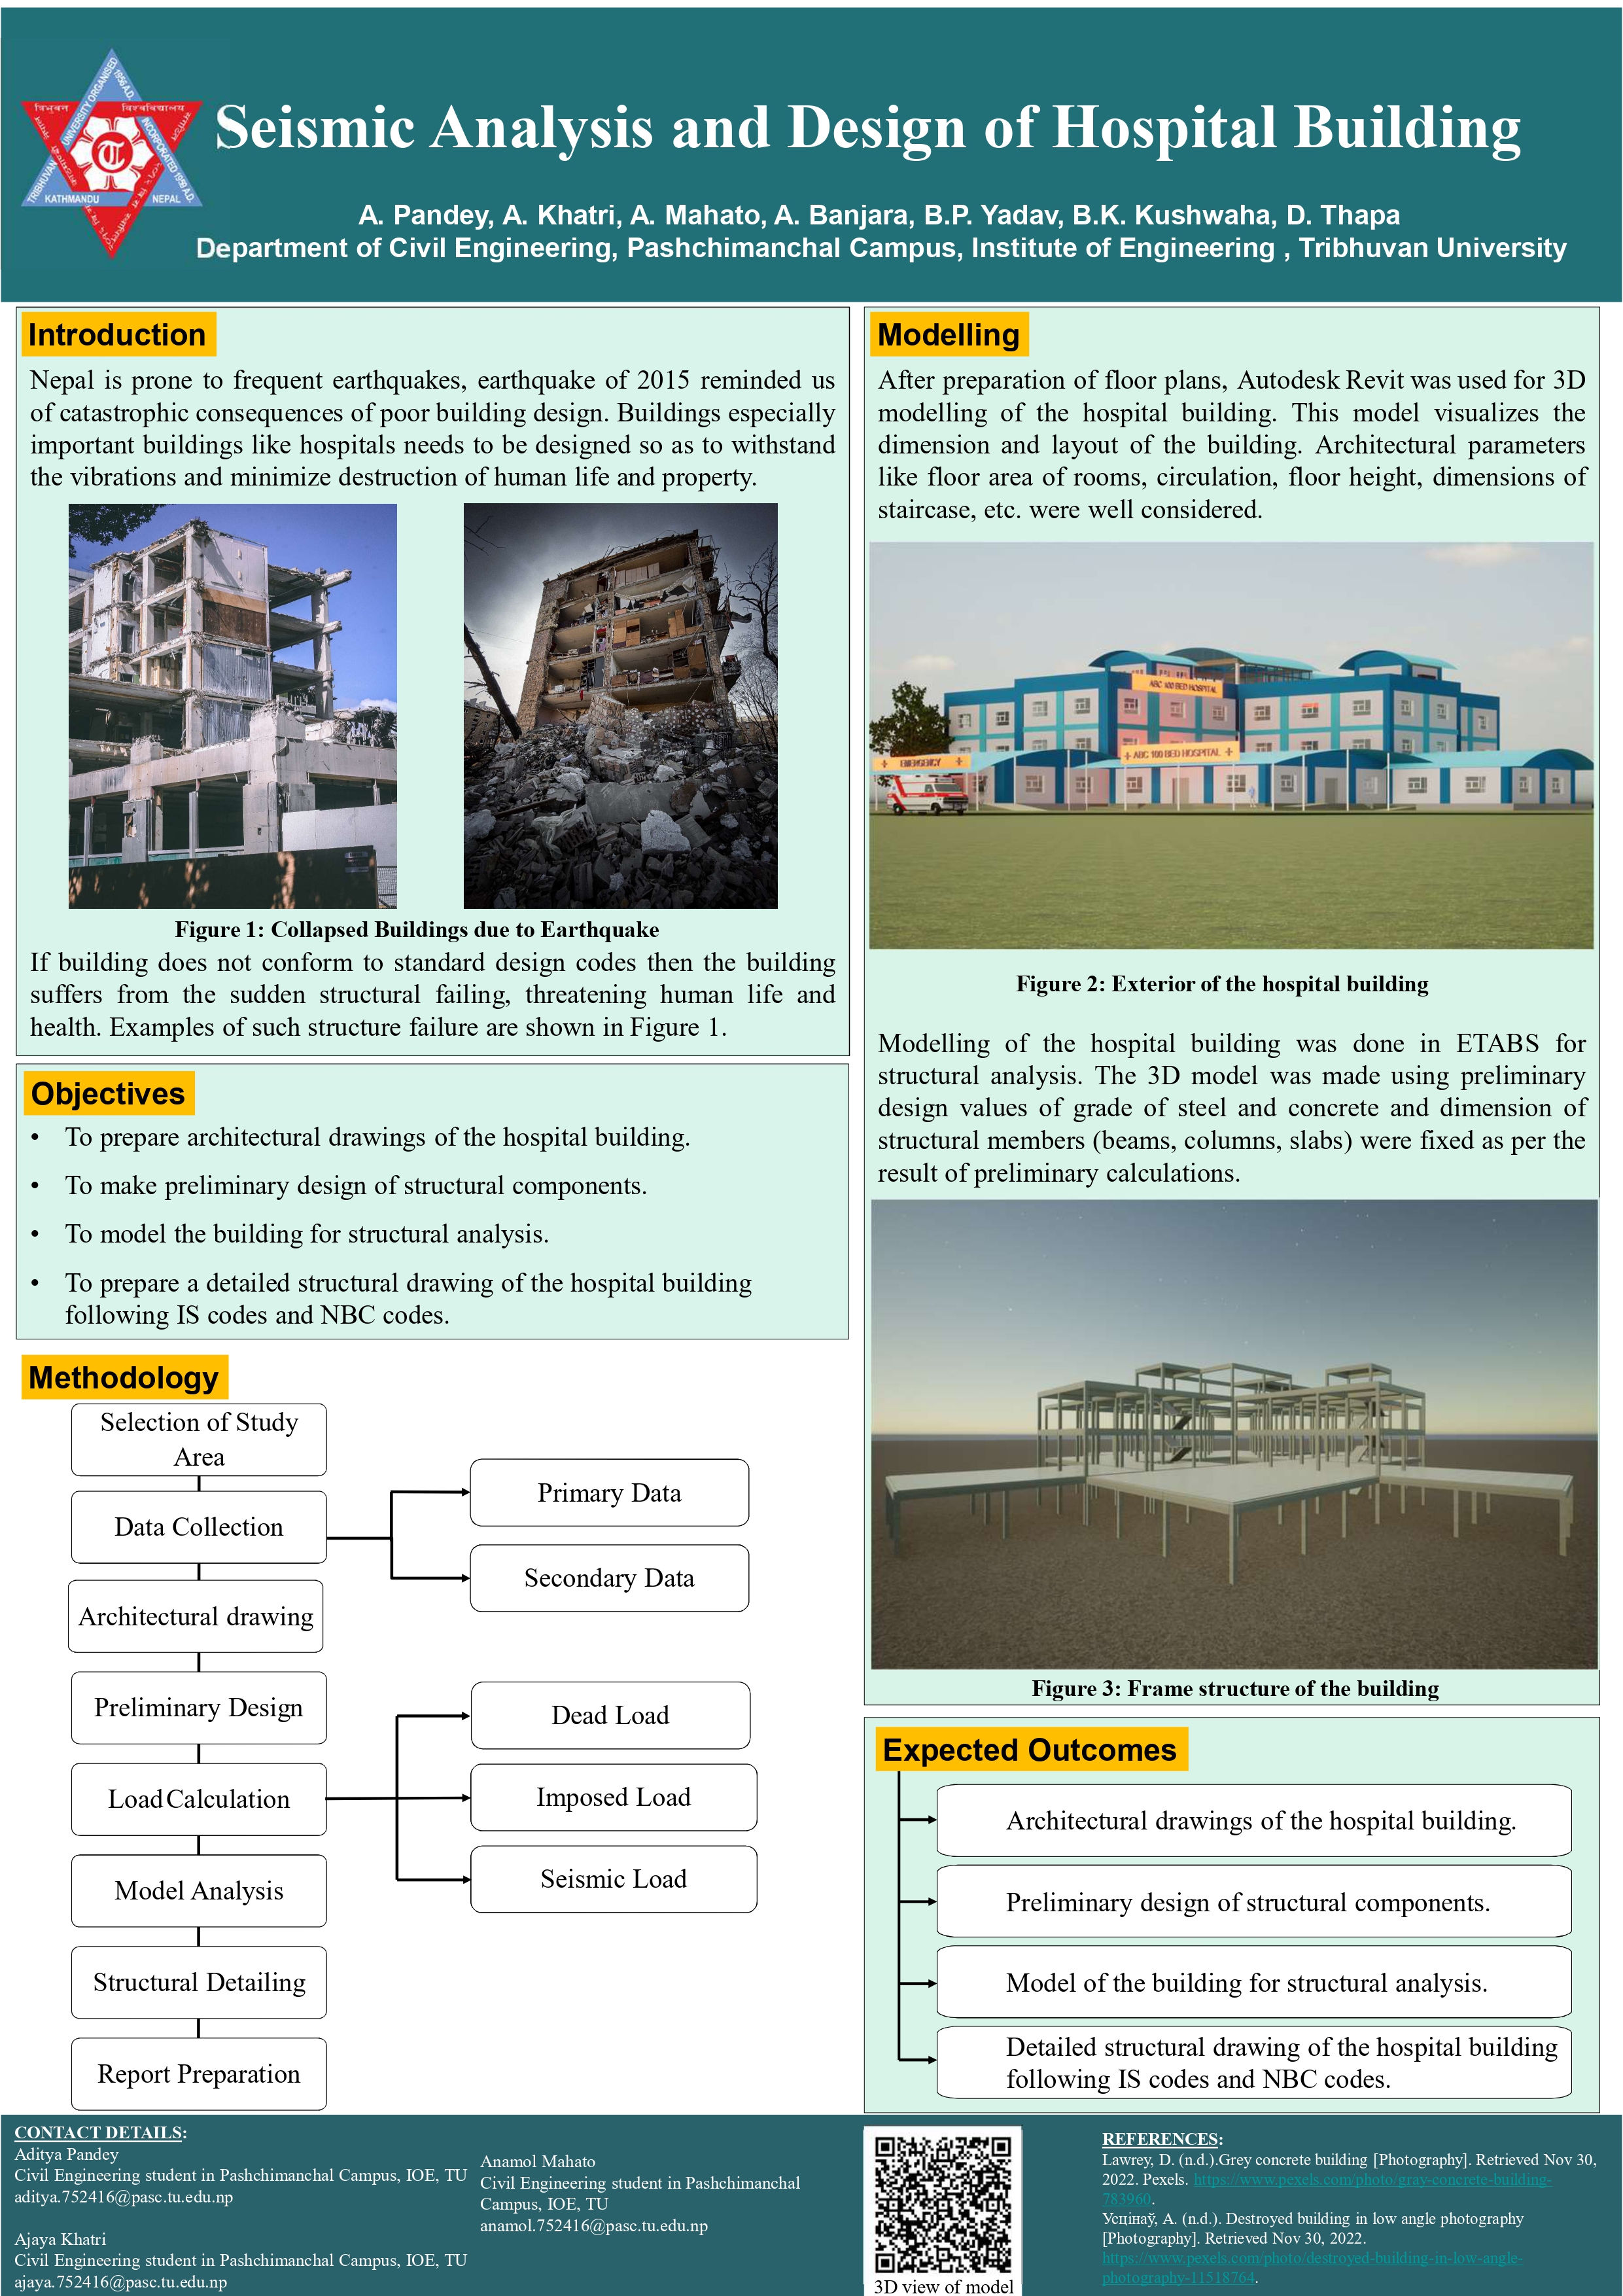 त्रिभुवन विश्वविद्यालय
TRIBHUVAN UNIVERSITY ORGANISED 1956 A.D.
INCORPORATED 1959 A.D.
KATHMANDU NEPAL
Seismic Analysis and Design of Hospital Building
A. Pandey, A. Khatri, A. Mahato, A. Banjara, B.P. Yadav, B.K. Kushwaha, D. Thapa
Department of Civil Engineering, Pashchimanchal Campus, Institute of Engineering , Tribhuvan University
Introduction
Nepal is prone to frequent earthquakes, earthquake of 2015 reminded us
of catastrophic consequences of poor building design. Buildings especially
important buildings like hospitals needs to be designed so as to withstand
the vibrations and minimize destruction of human life and property.
Figure 1: Collapsed Buildings due to Earthquake
If building does not conform to standard design codes then the building
suffers from the sudden structural failing, threatening human life and
health. Examples of such structure failure are shown in Figure 1.
Objectives
• To prepare architectural drawings of the hospital building.
• To make preliminary design of structural components.
• To model the building for structural analysis.
• To prepare a detailed structural drawing of the hospital building
following IS codes and NBC codes.
Methodology
Selection of Study
Area
Data Collection
Primary Data
Secondary Data
Architectural drawing
Preliminary Design
Load Calculation
Dead Load
Imposed Load
Seismic Load
Model Analysis
Structural Detailing
Report Preparation
Modelling
After preparation of floor plans, Autodesk Revit was used for 3D
modelling of the hospital building. This model visualizes the
dimension and layout of the building. Architectural parameters
like floor area of rooms, circulation, floor height, dimensions of
staircase, etc. were well considered.
ABC 100 BED HOSPITAL
ABC 100 BED HOSPITAL
EMERGENCY
Figure 2: Exterior of the hospital building
Modelling of the hospital building was done in ETABS for
structural analysis. The 3D model was made using preliminary
design values of grade of steel and concrete and dimension of
structural members (beams, columns, slabs) were fixed as per the
result of preliminary calculations.
Figure 3: Frame structure of the building
Expected Outcomes
Architectural drawings of the hospital building.
Preliminary design of structural components.
Model of the building for structural analysis.
Detailed structural drawing of the hospital building
following IS codes and NBC codes.
CONTACT DETAILS:
Aditya Pandey
Civil Engineering student in Pashchimanchal Campus, IOE, TU
aditya.752416@pasc.tu.edu.np
Ajaya Khatri
Civil Engineering student in Pashchimanchal Campus, IOE, TU
ajaya.752416@pasc.tu.edu.np
Anamol Mahato
Civil Engineering student in Pashchimanchal
Campus, IOE, TU
anamol.752416@pasc.tu.edu.np
3D view of model
REFERENCES:
Lawrey, D. (n.d.).Grey concrete building [Photography]. Retrieved Nov 30,
2022. Pexels. https://www.pexels.com/photo/gray-concrete-building-
783960.
Усцінаў, А. (n.d.). Destroyed building in low angle photography
[Photography]. Retrieved Nov 30, 2022.
https://www.pexels.com/photo/destroyed-building-in-low-angle-
photography-11518764.